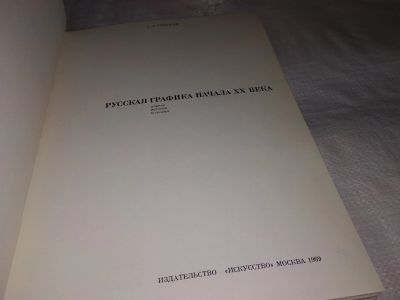 РУССКАЯ ГРАФИКА НАЧАЛА XX ВЕКА
ИЗДАТЕЛЬСТВО «ИСКУССТВО» МОСКВА 1969